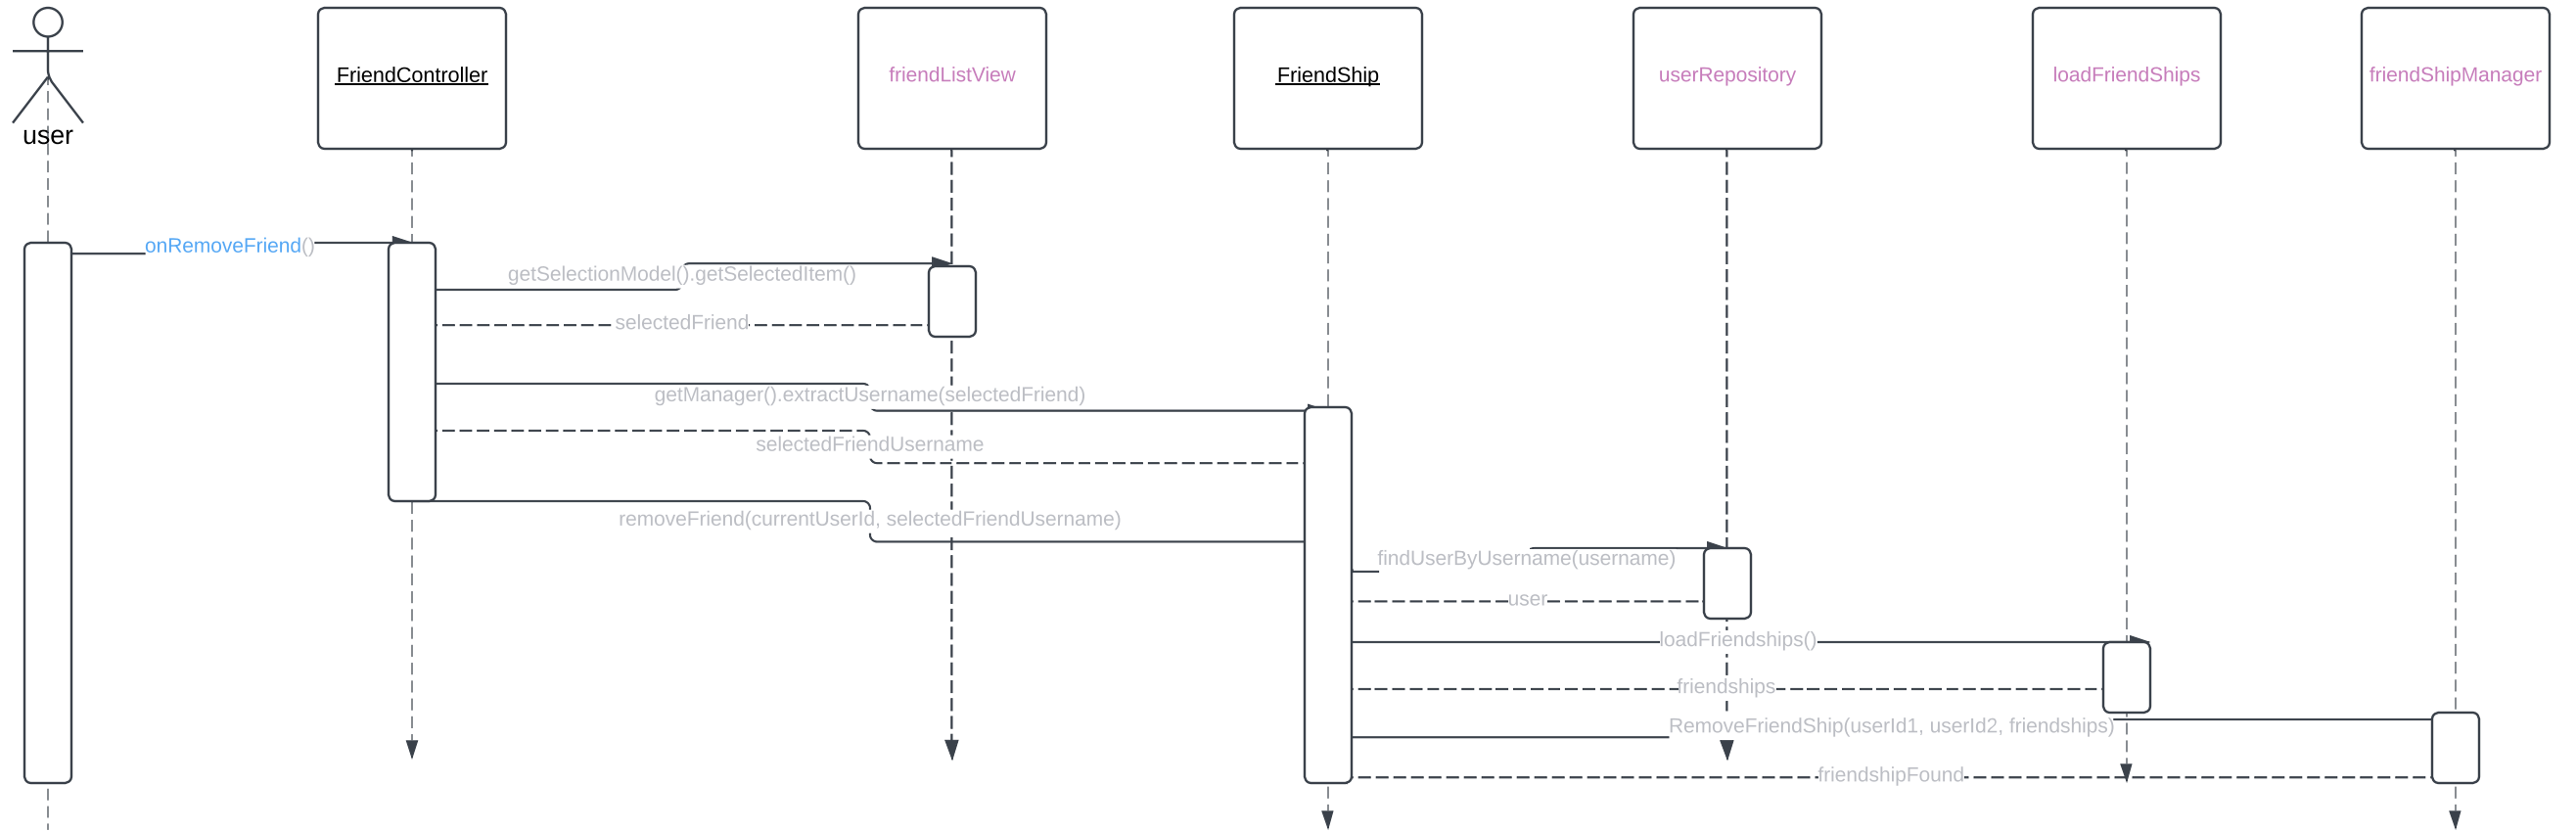 user
FriendController
friendListView
FriendShip
userRepository
loadFriendShips
friendShipManager
onRemoveFriend()
getSelectionModel().getSelectedItem()
selectedFriend
getManager().extractUsername(selectedFriend)
selectedFriendUsername
removeFriend(currentUserId, selectedFriendUsername)
findUserByUsername(username)
user
loadFriendships()
friendships
RemoveFriendShip(userId1, userId2, friendships)
friendshipFound